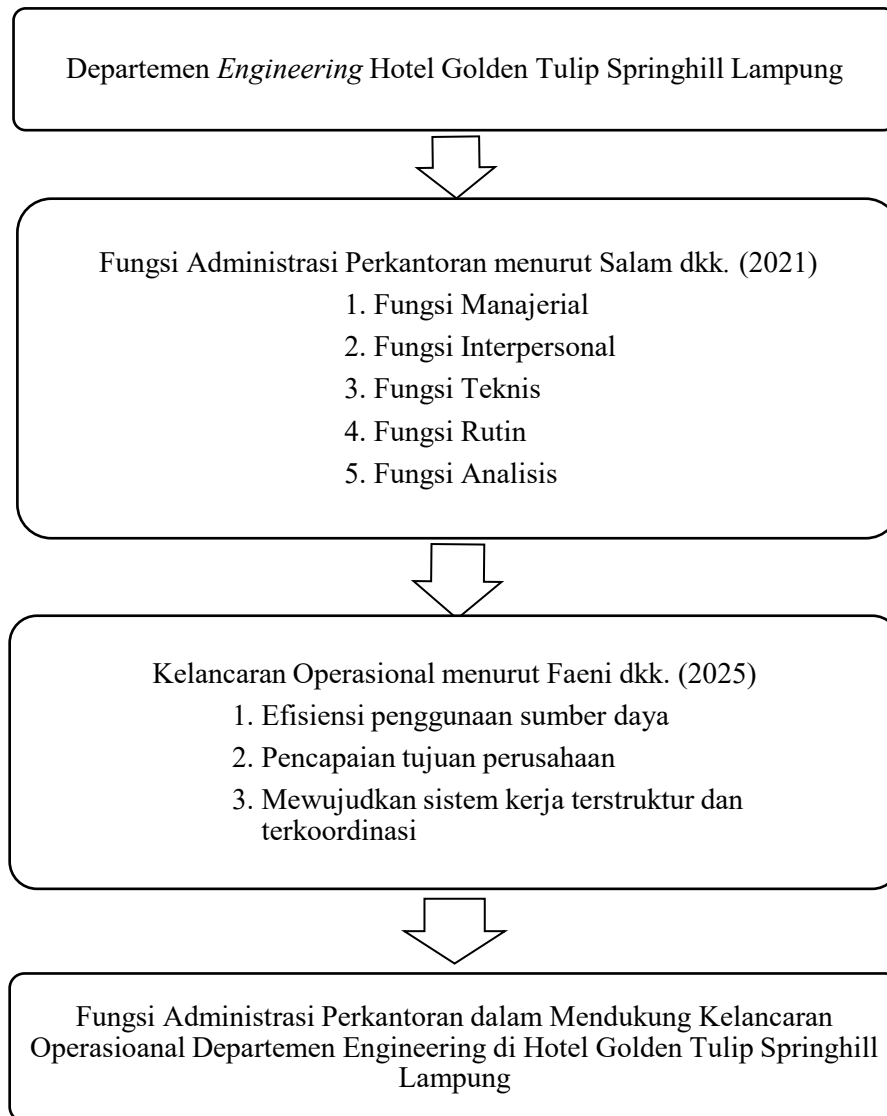 Departemen Engineering Hotel Golden Tulip Springhill Lampung
Fungsi Administrasi Perkantoran menurut Salam dkk. (2021)
1. Fungsi Manajerial
2. Fungsi Interpersonal
3. Fungsi Teknis
4. Fungsi Rutin
5. Fungsi Analisis
Kelancaran Operasional menurut Faeni dkk. (2025)
1. Efisiensi penggunaan sumber daya
2. Pencapaian tujuan perusahaan
3. Mewujudkan sistem kerja terstruktur dan
terkoordinasi
Fungsi Administrasi Perkantoran dalam Mendukung Kelancaran
Operasioanal Departemen Engineering di Hotel Golden Tulip Springhill
Lampung